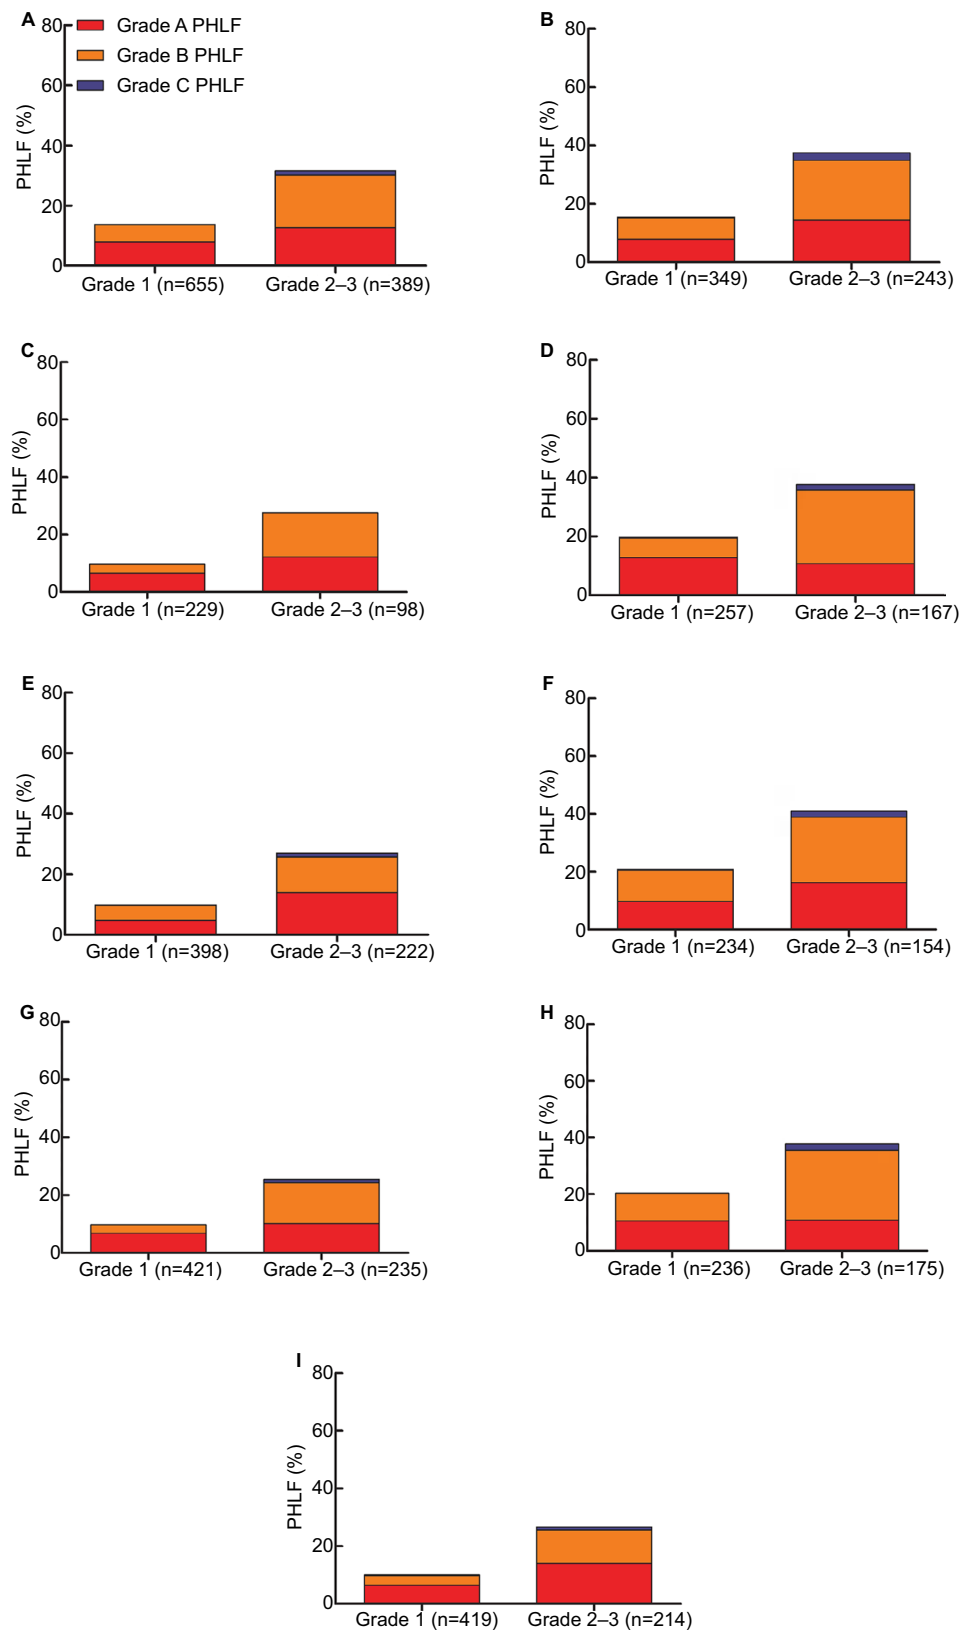 A
80
60
40
20
0
PHLF (%)
Grade A PHLF
Grade B PHLF
Grade C PHLF
Grade 1 (n=655)
Grade 2–3 (n=389)
B
80
60
40
20
0
PHLF (%)
Grade 1 (n=349)
Grade 2–3 (n=243)
C
80
60
40
20
0
PHLF (%)
Grade 1 (n=229)
Grade 2–3 (n=98)
D
80
60
40
20
0
PHLF (%)
Grade 1 (n=257)
Grade 2–3 (n=167)
E
80
60
40
20
0
PHLF (%)
Grade 1 (n=398)
Grade 2–3 (n=222)
F
80
60
40
20
0
PHLF (%)
Grade 1 (n=234)
Grade 2–3 (n=154)
G
80
60
40
20
0
PHLF (%)
Grade 1 (n=421)
Grade 2–3 (n=235)
H
80
60
40
20
0
PHLF (%)
Grade 1 (n=236)
Grade 2–3 (n=175)
I
80
60
40
20
0
PHLF (%)
Grade 1 (n=419)
Grade 2–3 (n=214)